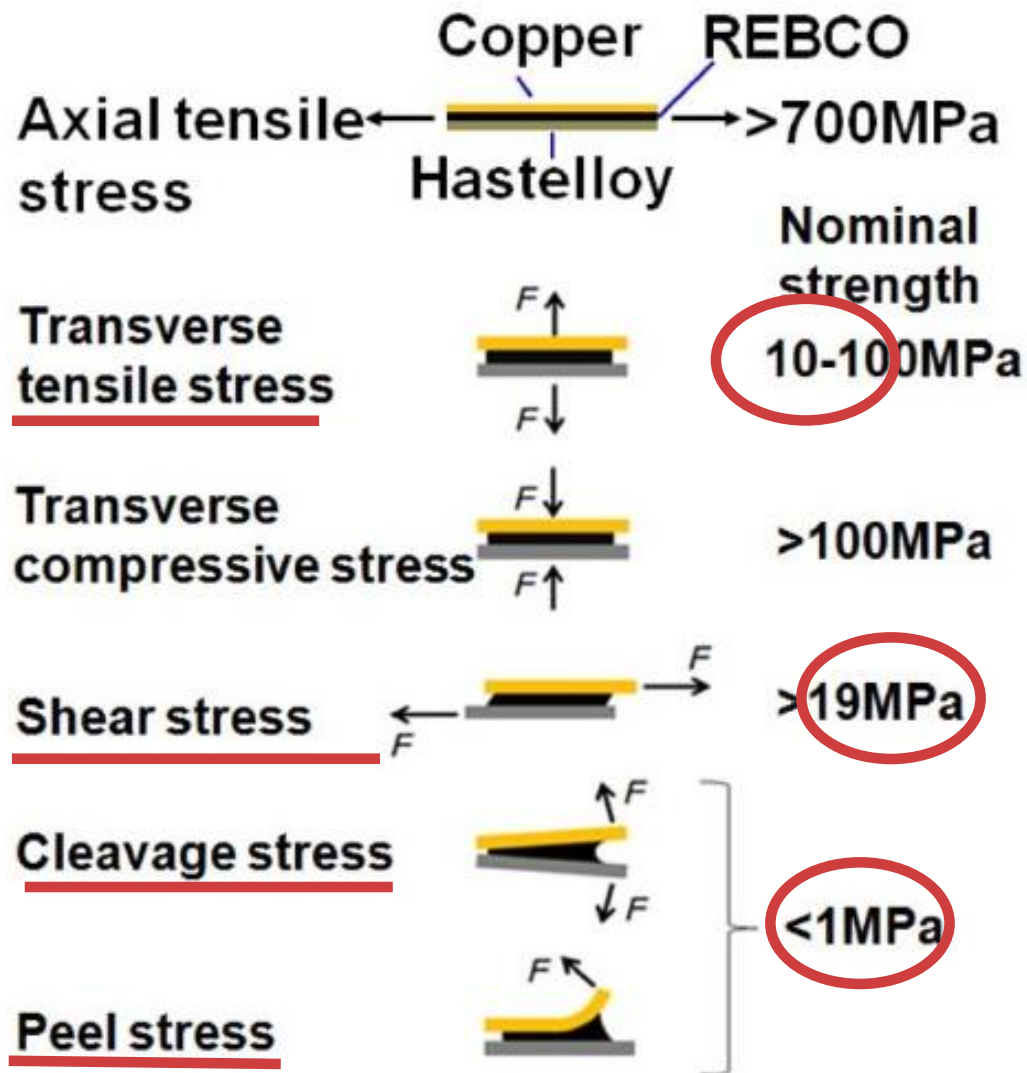 Copper REBCO
Axial tensile
stress
>700MPa
Hastelloy
Nominal
strength
Transverse
tensile stress
F
F
10-100MPa
Transverse
compressive stress
F
F
>100MPa
Shear stress
F
F
>19MPa
Cleavage stress
F
F
<1MPa
Peel stress
F